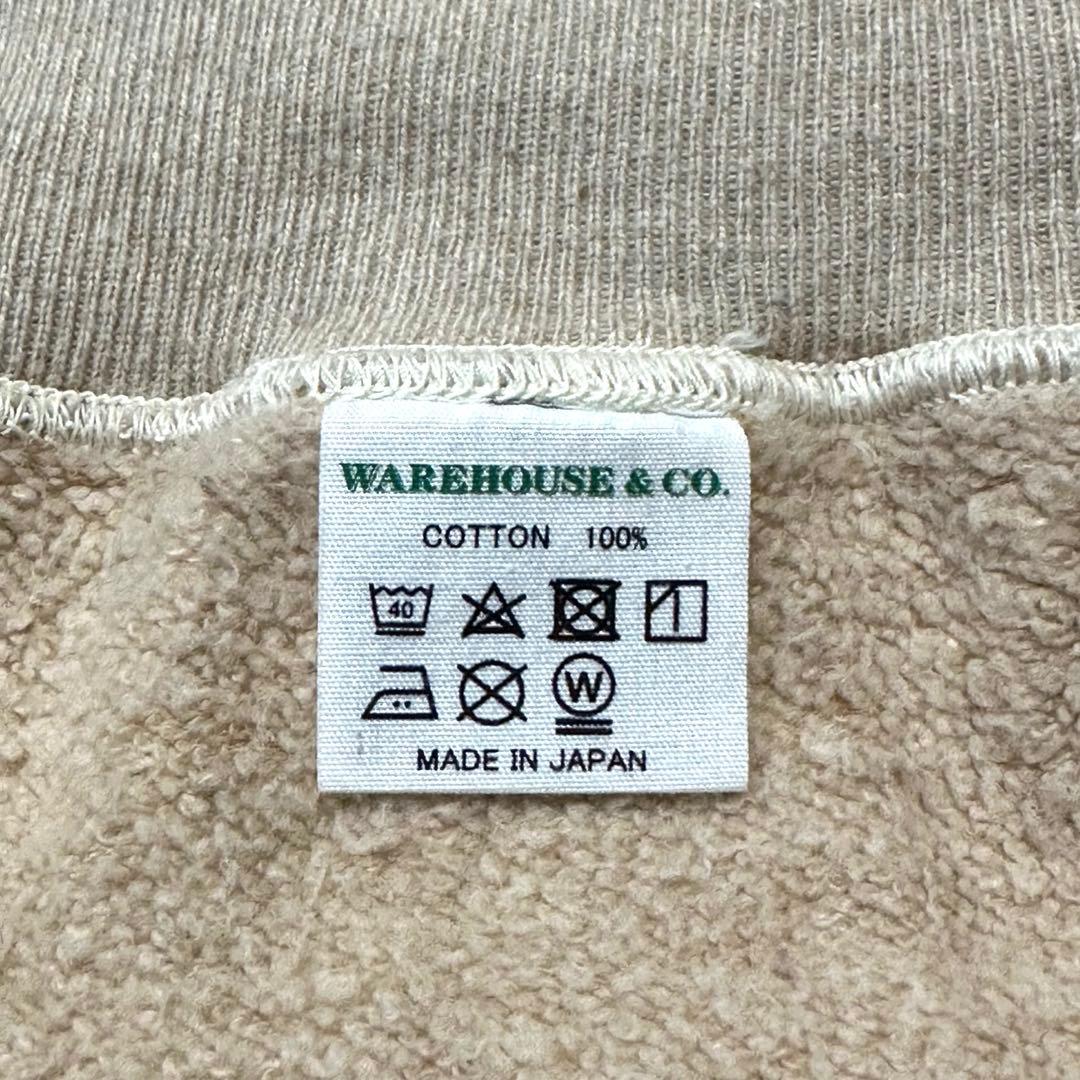 WAREHOUSE & CO.
COTTON 100%
40
W
MADE IN JAPAN